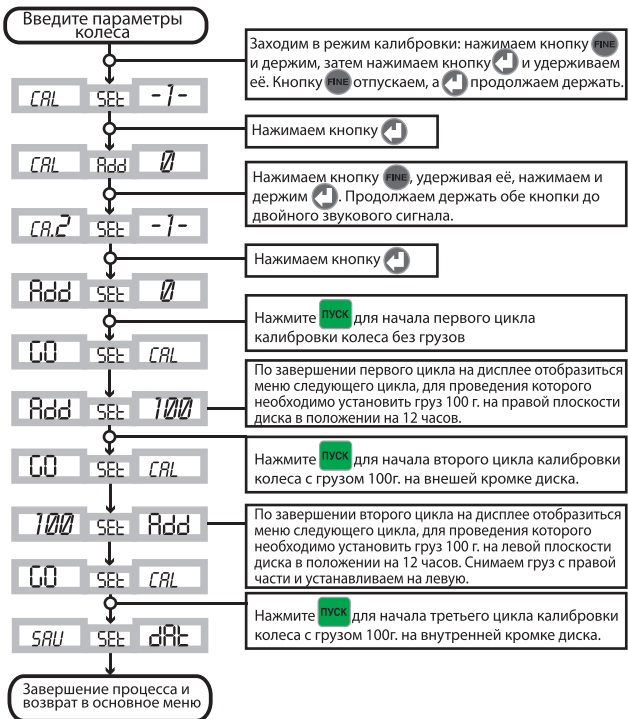 Введите параметры
колеса
Заходим в режим калибровки: нажимаем кнопку FINE
и держим, затем нажимаем кнопку и удерживаем
её. Кнопку FINE отпускаем, а продолжаем держать.
CAL SEt -1-
Нажимаем кнопку
CAL Add 0
Нажимаем кнопку FINE, удерживая её, нажимаем и
держим . Продолжаем держать обе кнопки до
двойного звукового сигнала.
CA.2 SEt -1-
Нажимаем кнопку
Add SEt 0
Нажмите ПУСК для начала первого цикла
калибровки колеса без грузов
GO SEt CAL
По завершении первого цикла на дисплее отобразиться
меню следующего цикла, для проведения которого
необходимо установить груз 100 г. на правой плоскости
диска в положении на 12 часов.
Add SEt 100
Нажмите ПУСК для начала второго цикла калибровки
колеса с грузом 100г. на внешей кромке диска.
GO SEt CAL
По завершении второго цикла на дисплее отобразиться
меню следующего цикла, для проведения которого
необходимо установить груз 100 г. на левой плоскости
диска в положении на 12 часов. Снимаем груз с правой
части и устанавливаем на левую.
100 SEt Add
GO SEt CAL
Нажмите ПУСК для начала третьего цикла калибровки
колеса с грузом 100г. на внутренней кромке диска.
SAU SEt dAt
Завершение процесса и
возврат в основное меню